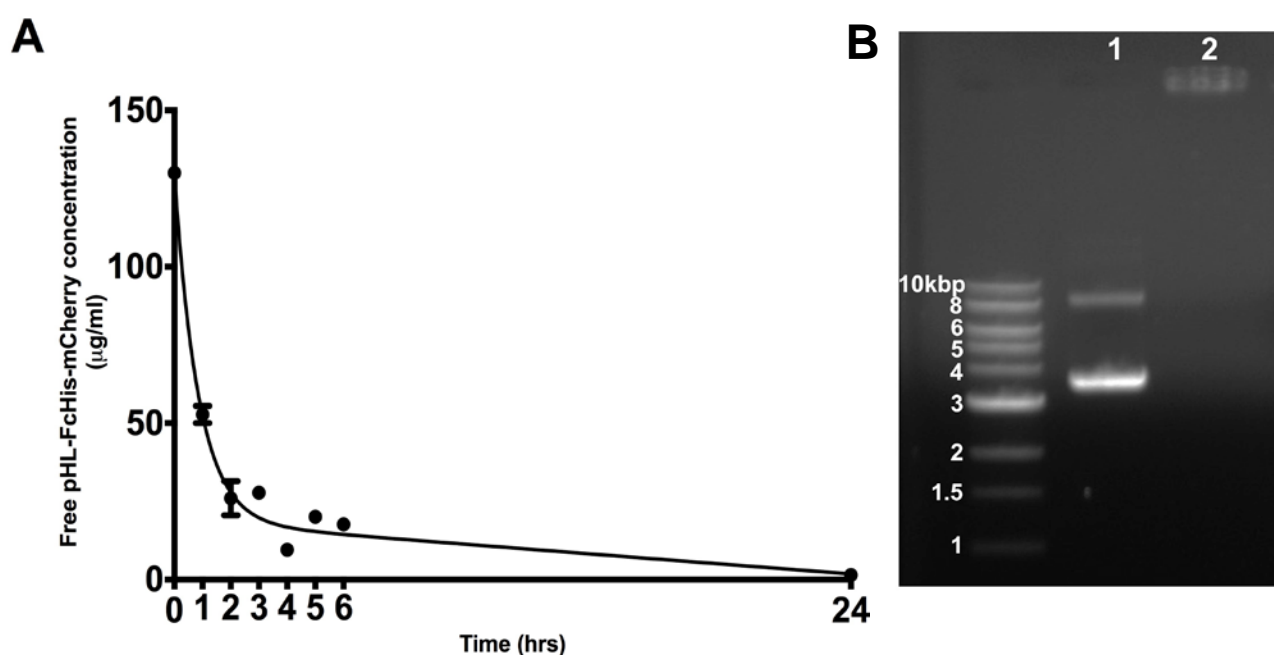 A
Free pHL-FcHis-mCherry concentration
(μg/ml)
150
100
50
0
0 1 2 3 4 5 6 24
Time (hrs)
B
1 2
10kbp
8
6
5
4
3
2
1.5
1